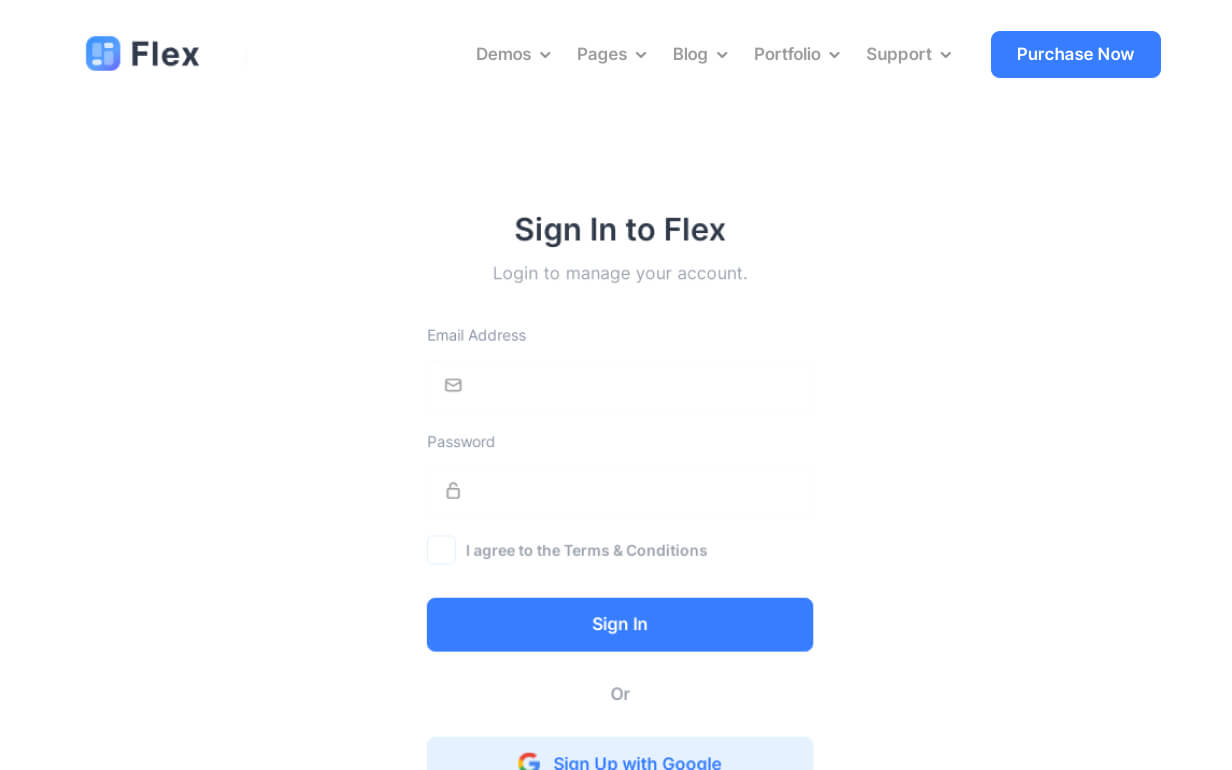 Flex
Demos Pages Blog Portfolio Support Purchase Now
Sign In to Flex
Login to manage your account.
Email Address
Password
I agree to the Terms & Conditions
Sign In
Or
Sign Up with Google